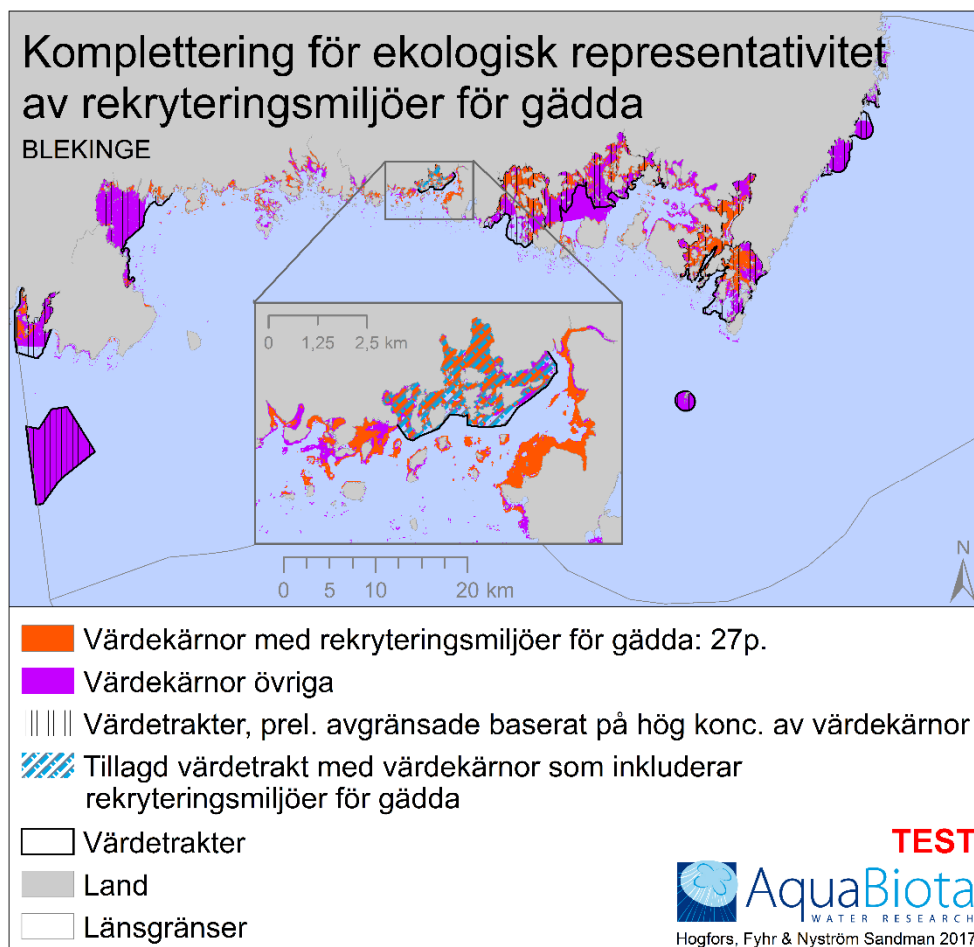 Komplettering för ekologisk representativitet
av rekryteringsmiljöer för gädda
BLEKINGE
0 1,25 2,5 km
0 5 10 20 km
N
Värdekärnor med rekryteringsmiljöer för gädda: 27p.
Värdekärnor övriga
Värdetrakter, prel. avgränsade baserat på hög konc. av värdekärnor
Tillagd värdetrakt med värdekärnor som inkluderar
rekryteringsmiljöer för gädda
Värdetrakter
Land
Länsgränser
TEST
AquaBiota
WATER RESEARCH
Hogfors, Fyhr & Nyström Sandman 2017